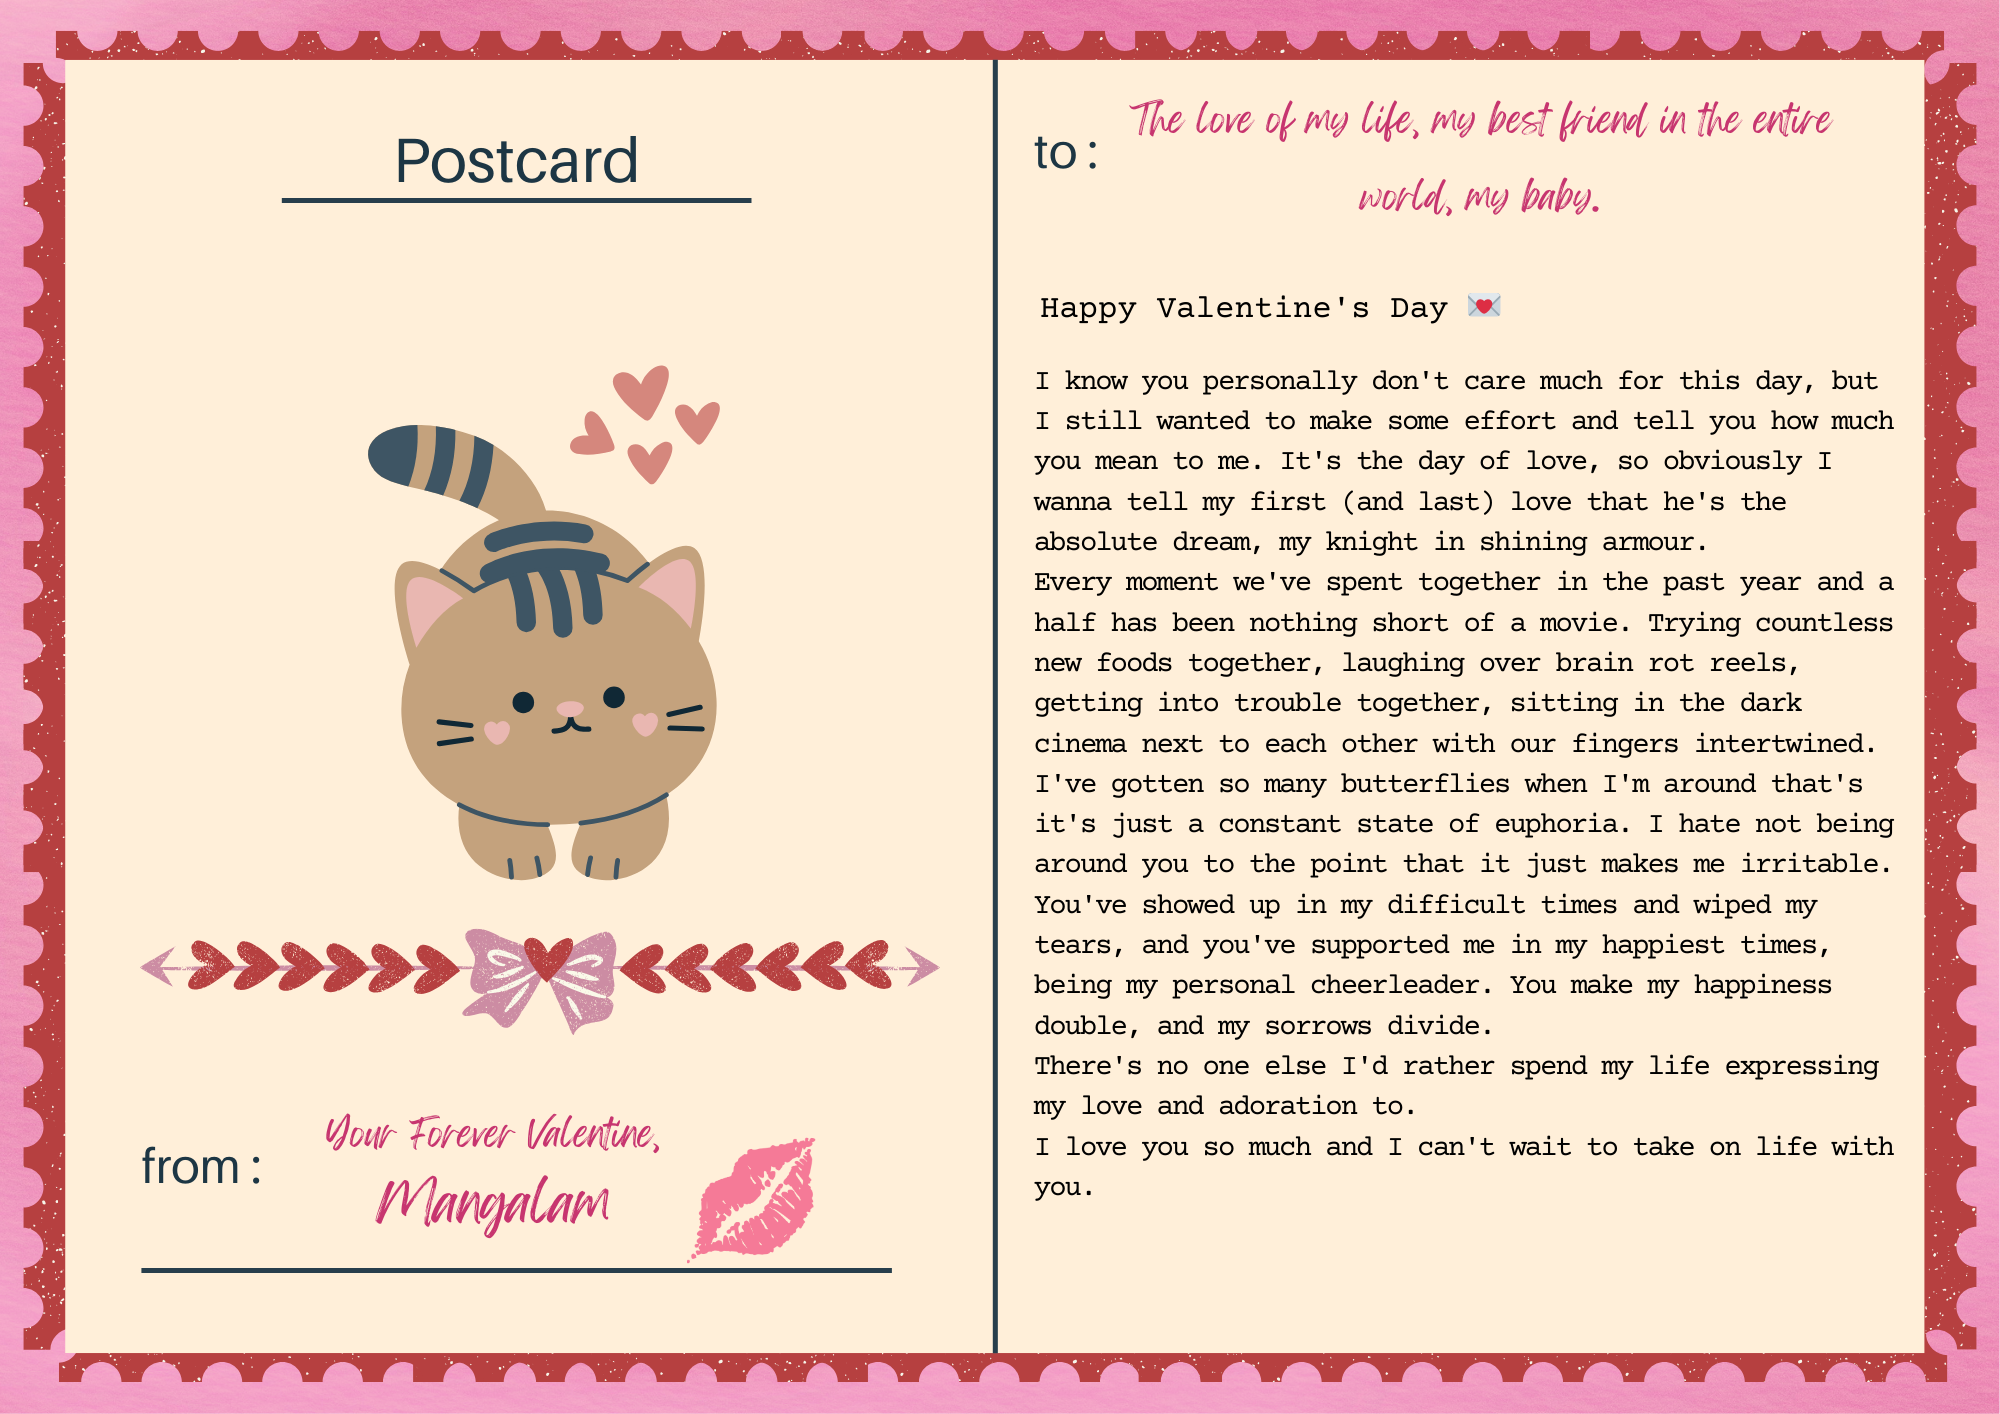 Postcard
from :
Your Forever Valentine,
Mangalam
to :
The love of my life, my best friend in the entire
world, my baby.
Happy Valentine's Day 💌
I know you personally don't care much for this day, but
I still wanted to make some effort and tell you how much
you mean to me. It's the day of love, so obviously I
wanna tell my first (and last) love that he's the
absolute dream, my knight in shining armour.
Every moment we've spent together in the past year and a
half has been nothing short of a movie. Trying countless
new foods together, laughing over brain rot reels,
getting into trouble together, sitting in the dark
cinema next to each other with our fingers intertwined.
I've gotten so many butterflies when I'm around that's
it's just a constant state of euphoria. I hate not being
around you to the point that it just makes me irritable.
You've showed up in my difficult times and wiped my
tears, and you've supported me in my happiest times,
being my personal cheerleader. You make my happiness
double, and my sorrows divide.
There's no one else I'd rather spend my life expressing
my love and adoration to.
I love you so much and I can't wait to take on life with
you.